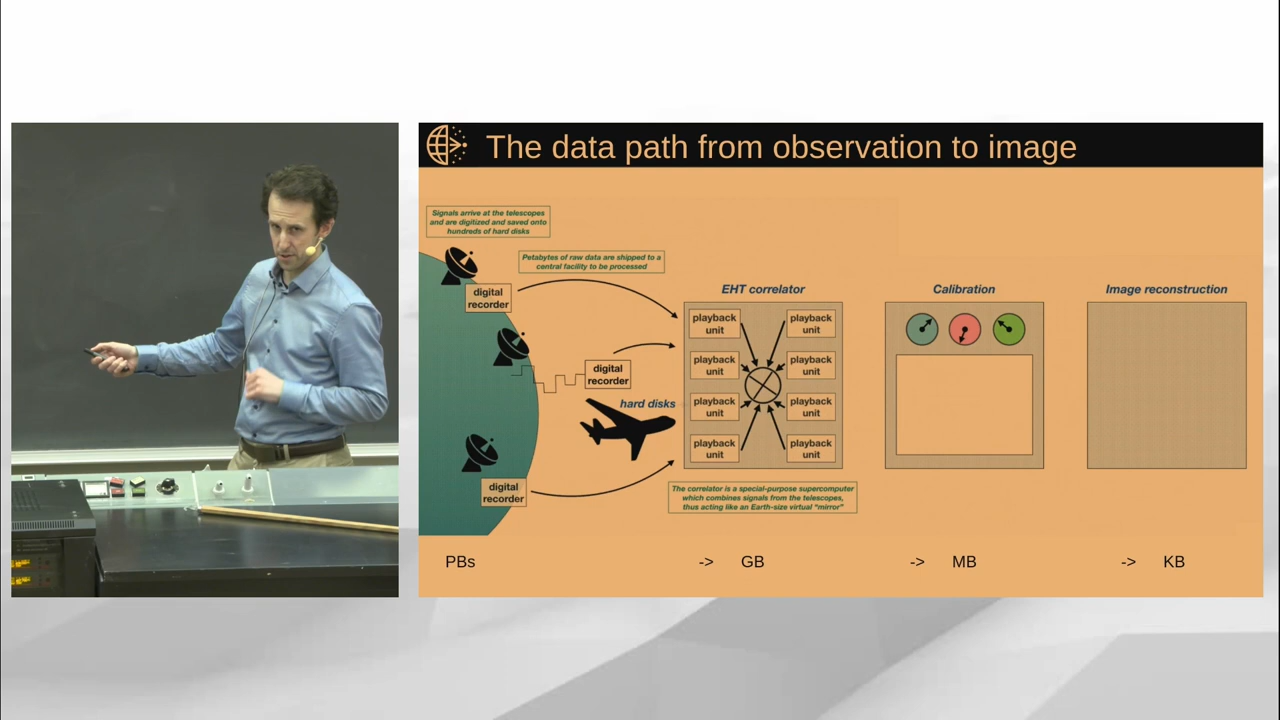 The data path from observation to image
Signals arrive at the telescopes
and are digitized and saved onto
hundreds of hard disks
Petabytes of raw data are shipped to a
central facility to be processed
digital
recorder
digital
recorder
hard disks
digital
recorder
EHT correlator
playback
unit
playback
unit
playback
unit
playback
unit
playback
unit
playback
unit
playback
unit
playback
unit
The correlator is a special-purpose supercomputer
which combines signals from the telescopes,
thus acting like an Earth-size virtual “mirror”
Calibration
Image reconstruction
PBs -> GB -> MB -> KB